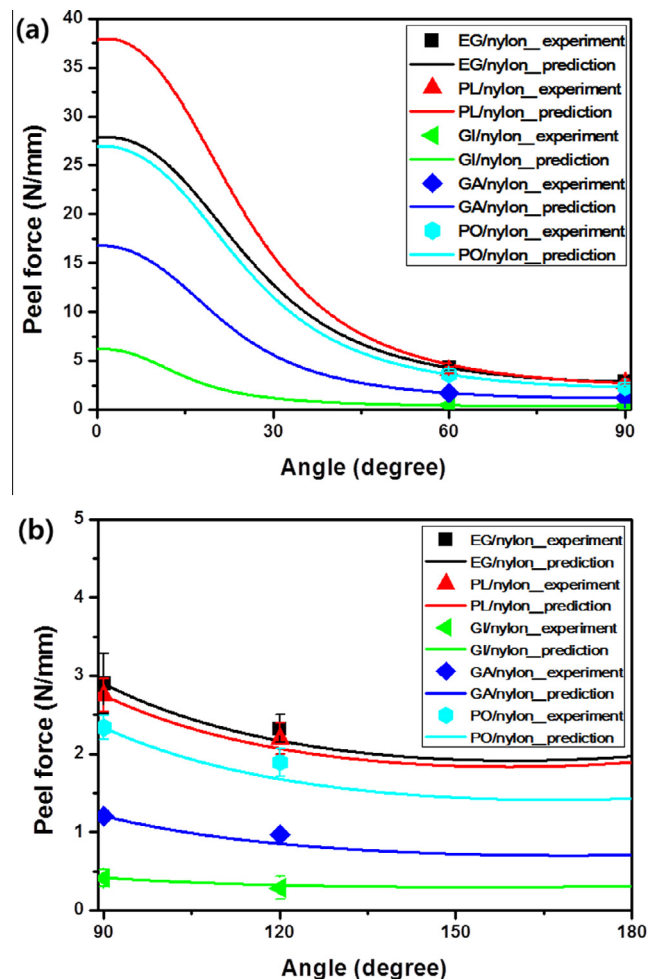 (a)
40
35
30
25
20
15
10
5
0
Peel force (N/mm)
EG/nylon__experiment
EG/nylon__prediction
PL/nylon__experiment
PL/nylon__prediction
GI/nylon__experiment
GI/nylon__prediction
GA/nylon__experiment
GA/nylon__prediction
PO/nylon__experiment
PO/nylon__prediction
0 30 60 90
Angle (degree)
(b)
5
4
3
2
1
0
Peel force (N/mm)
EG/nylon__experiment
EG/nylon__prediction
PL/nylon__experiment
PL/nylon__prediction
GI/nylon__experiment
GI/nylon__prediction
GA/nylon__experiment
GA/nylon__prediction
PO/nylon__experiment
PO/nylon__prediction
90 120 150 180
Angle (degree)